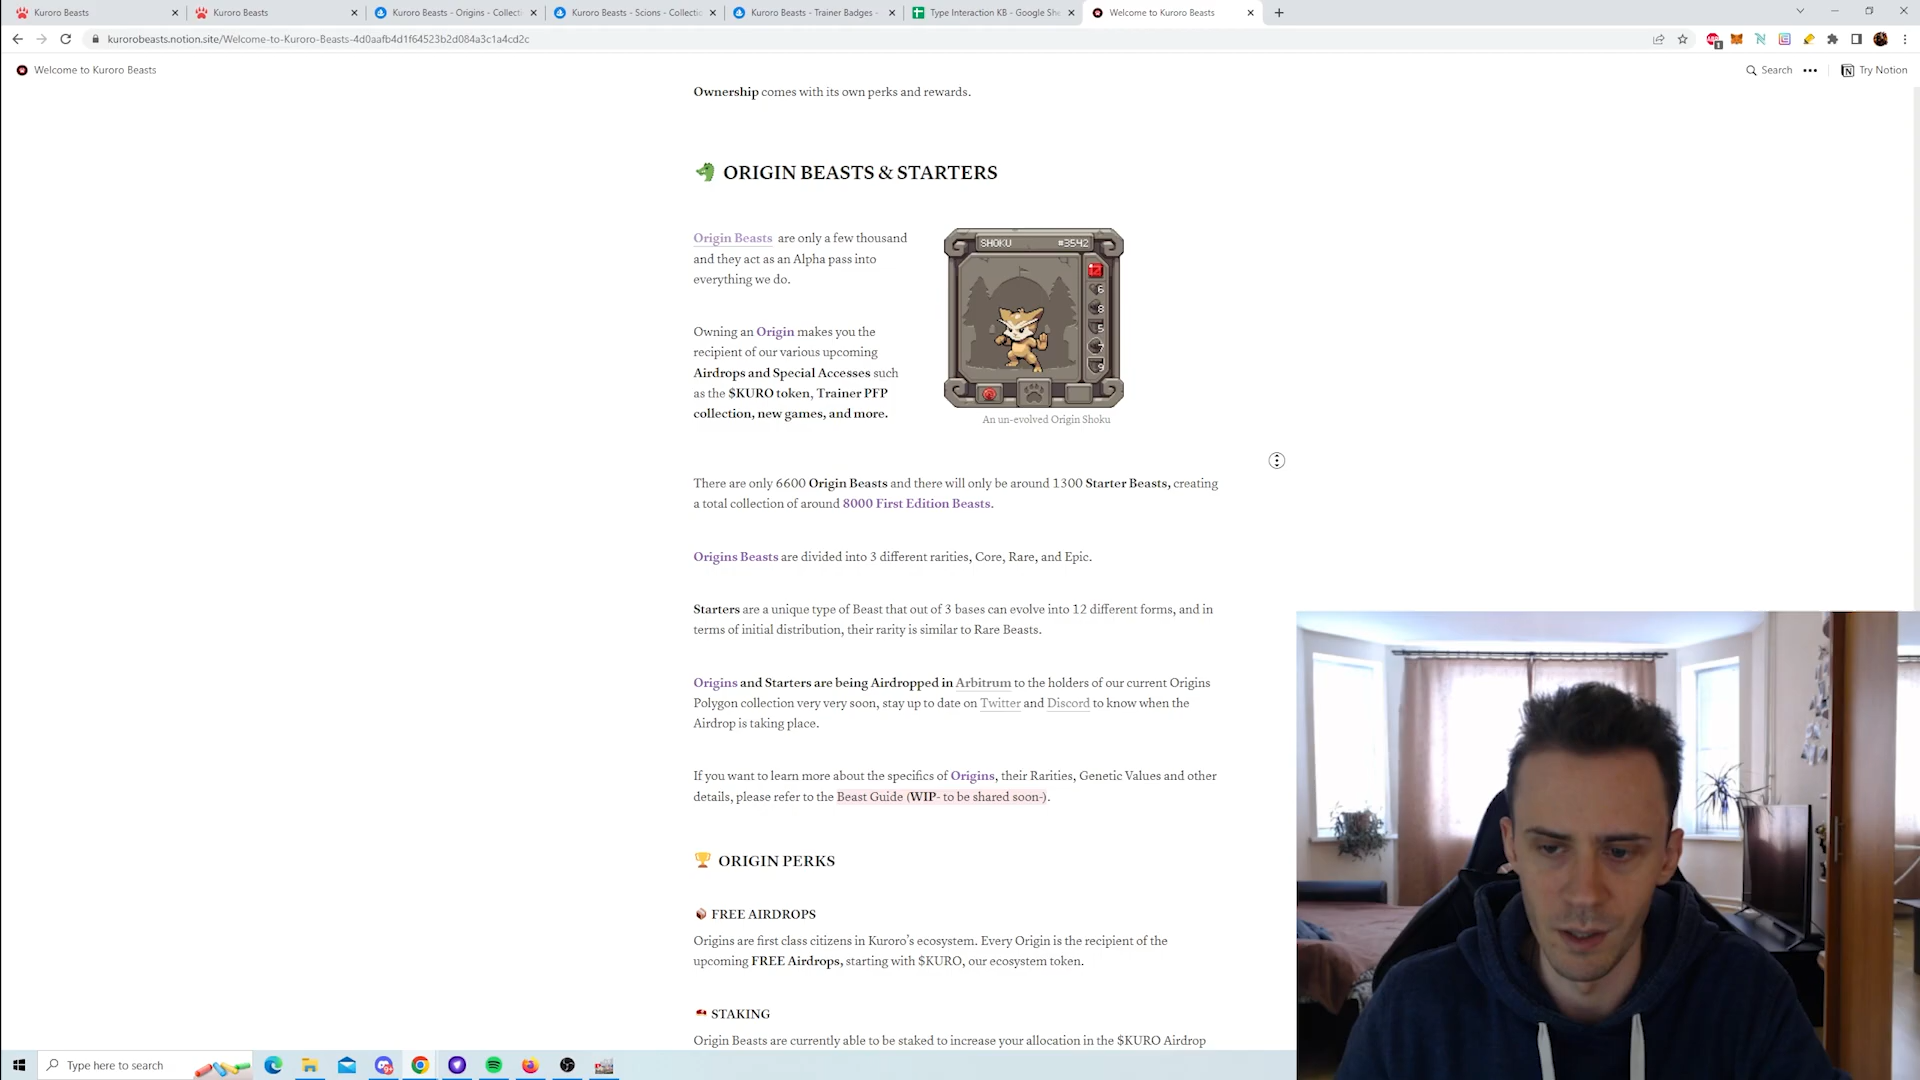 Kuroro Beasts
Kuroro Beasts
Kuroro Beasts - Origins - Collecti
Kuroro Beasts - Scions - Collectio
Kuroro Beasts - Trainer Badges -
Type Interaction KB - Google She
Welcome to Kuroro Beasts
kurorobeasts.notion.site/Welcome-to-Kuroro-Beasts-4d0aafb4d1f64523b2d084a3c1a4cd2c
Welcome to Kuroro Beasts
Search
Try Notion
Ownership comes with its own perks and rewards.
ORIGIN BEASTS & STARTERS
Origin Beasts are only a few thousand
and they act as an Alpha pass into
everything we do.
Owning an Origin makes you the
recipient of our various upcoming
Airdrops and Special Accesses such
as the $KURO token, Trainer PFP
collection, new games, and more.
SHOKU #3542
12
6
8
5
7
9
An un-evolved Origin Shoku
There are only 6600 Origin Beasts and there will only be around 1300 Starter Beasts, creating
a total collection of around 8000 First Edition Beasts.
Origins Beasts are divided into 3 different rarities, Core, Rare, and Epic.
Starters are a unique type of Beast that out of 3 bases can evolve into 12 different forms, and in
terms of initial distribution, their rarity is similar to Rare Beasts.
Origins and Starters are being Airdropped in Arbitrum to the holders of our current Origins
Polygon collection very very soon, stay up to date on Twitter and Discord to know when the
Airdrop is taking place.
If you want to learn more about the specifics of Origins, their Rarities, Genetic Values and other
details, please refer to the Beast Guide (WIP- to be shared soon-).
ORIGIN PERKS
FREE AIRDROPS
Origins are first class citizens in Kuroro's ecosystem. Every Origin is the recipient of the
upcoming FREE Airdrops, starting with $KURO, our ecosystem token.
STAKING
Origin Beasts are currently able to be staked to increase your allocation in the $KURO Airdrop
Type here to search